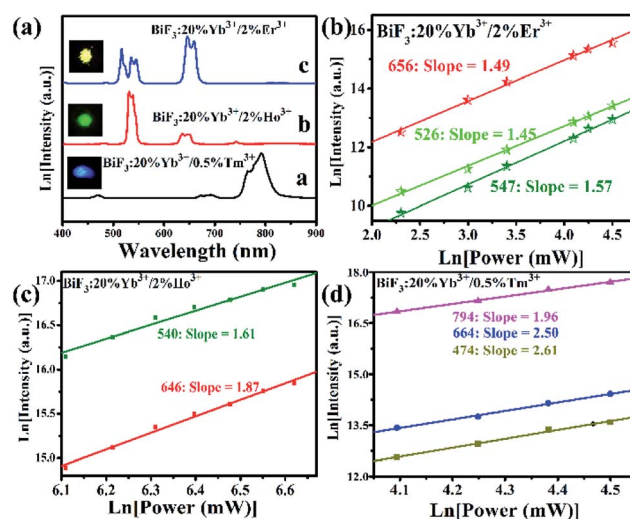 (a)
BiF3:20%Yb3+/2%Er3+
c
BiF3:20%Yb3+/2%Ho3−
b
BiF3:20%Yb3+/0.5%Tm3+
a
Ln[Intensity (a.u.)]
400 500 600 700 800 900
Wavelength (nm)
(b)
BiF3:20%Yb3+/2%Er3+
656: Slope = 1.49
526: Slope = 1.45
547: Slope = 1.57
Ln[Intensity (a.u.)]
16
14
12
10
2.0 2.5 3.0 3.5 4.0 4.5
Ln[Power (mW)]
(c)
BiF3:20%Yb3+/2%Ho3+
540: Slope = 1.61
646: Slope = 1.87
Ln[Intensity (a.u.)]
17.0
16.5
16.0
15.5
15.0
6.1 6.2 6.3 6.4 6.5 6.6
Ln[Power (mW)]
(d)
BiF3:20%Yb3+/0.5%Tm3+
794: Slope = 1.96
664: Slope = 2.50
474: Slope = 2.61
Ln[Intensity (a.u.)]
18.0
16.5
15.0
13.5
12.0
4.1 4.2 4.3 4.4 4.5
Ln[Power (mW)]